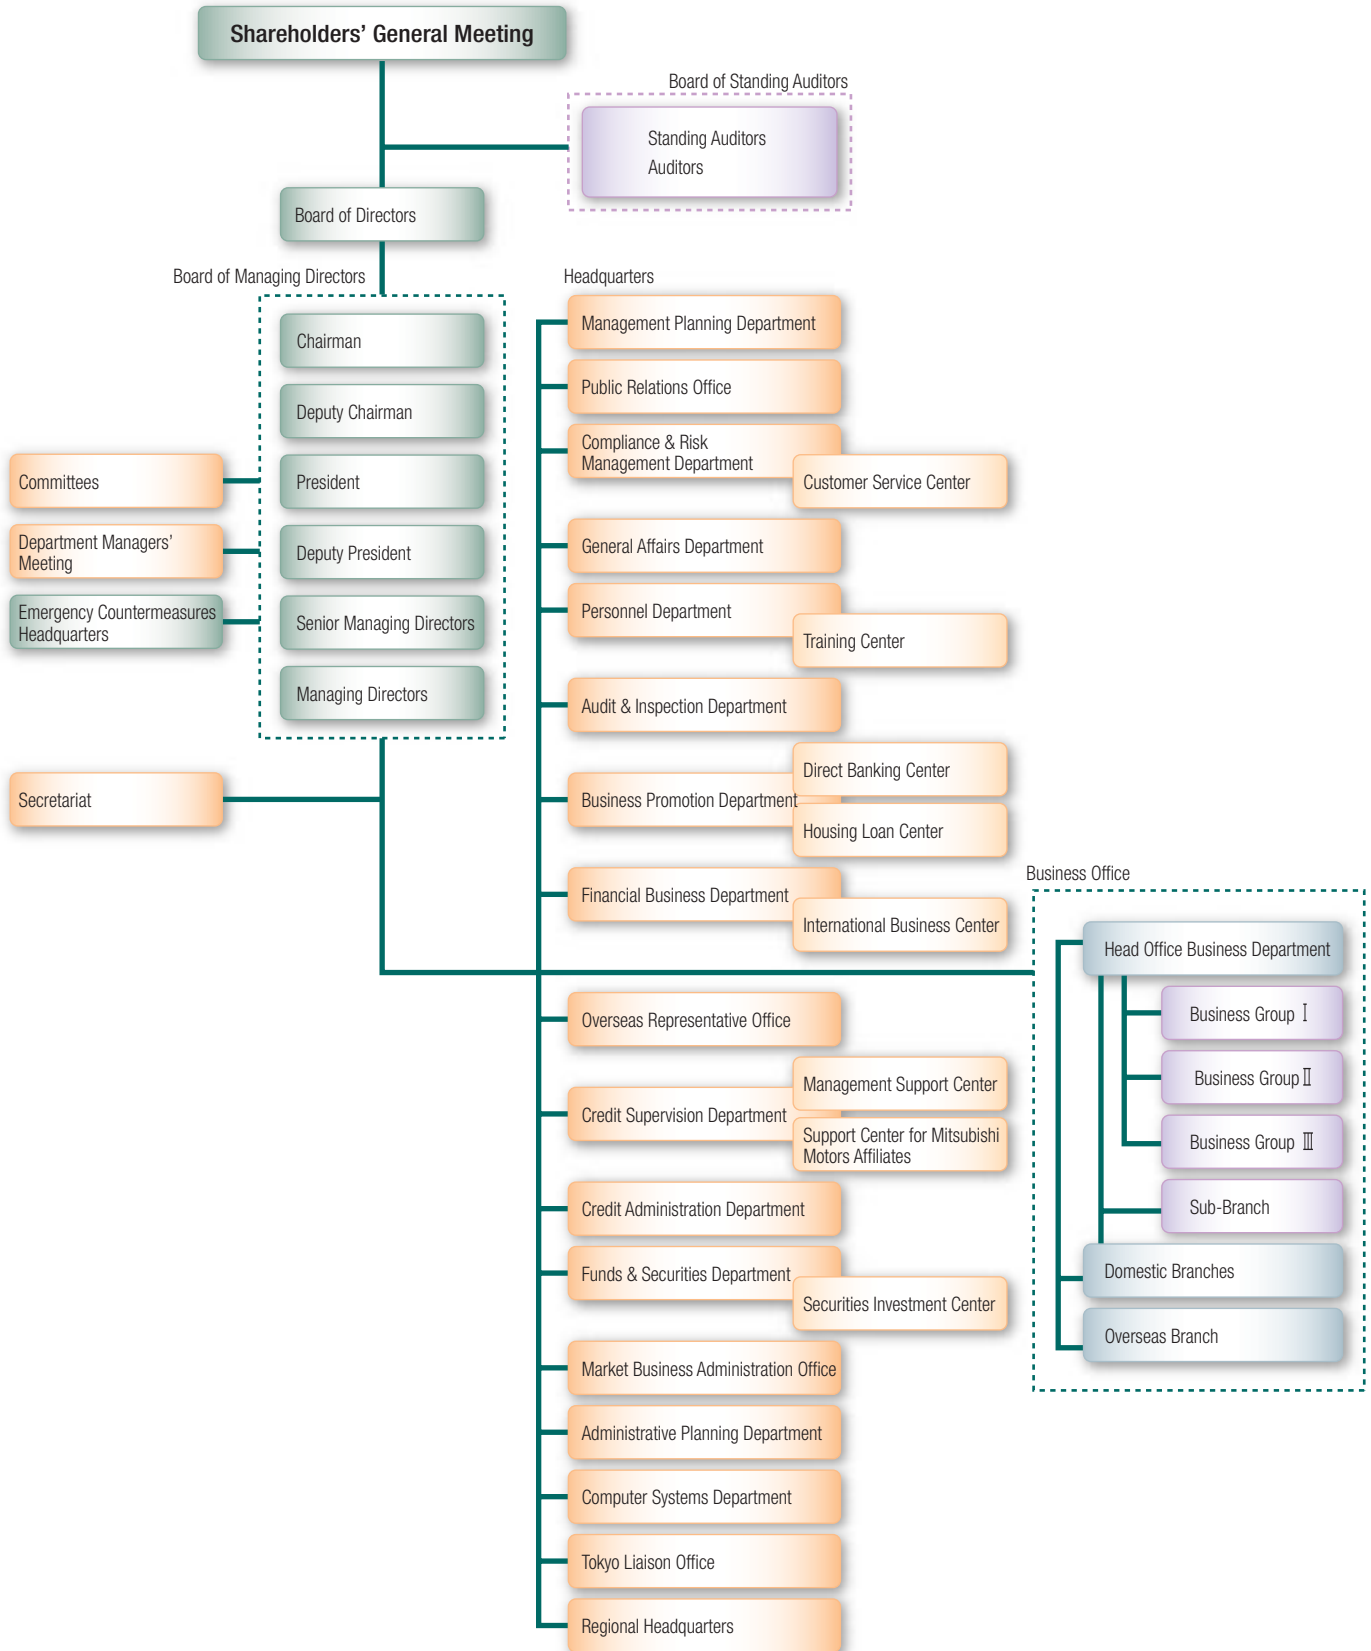 Shareholders' General Meeting
Board of Standing Auditors
Standing Auditors
Auditors
Board of Directors
Board of Managing Directors
Chairman
Deputy Chairman
President
Deputy President
Senior Managing Directors
Managing Directors
Committees
Department Managers'
Meeting
Emergency Countermeasures
Headquarters
Secretariat
Headquarters
Management Planning Department
Public Relations Office
Compliance & Risk
Management Department
Customer Service Center
General Affairs Department
Personnel Department
Training Center
Audit & Inspection Department
Direct Banking Center
Business Promotion Department
Housing Loan Center
Financial Business Department
International Business Center
Overseas Representative Office
Management Support Center
Credit Supervision Department
Support Center for Mitsubishi
Motors Affiliates
Credit Administration Department
Funds & Securities Department
Securities Investment Center
Market Business Administration Office
Administrative Planning Department
Computer Systems Department
Tokyo Liaison Office
Regional Headquarters
Business Office
Head Office Business Department
Business Group Ⅰ
Business Group Ⅱ
Business Group Ⅲ
Sub-Branch
Domestic Branches
Overseas Branch